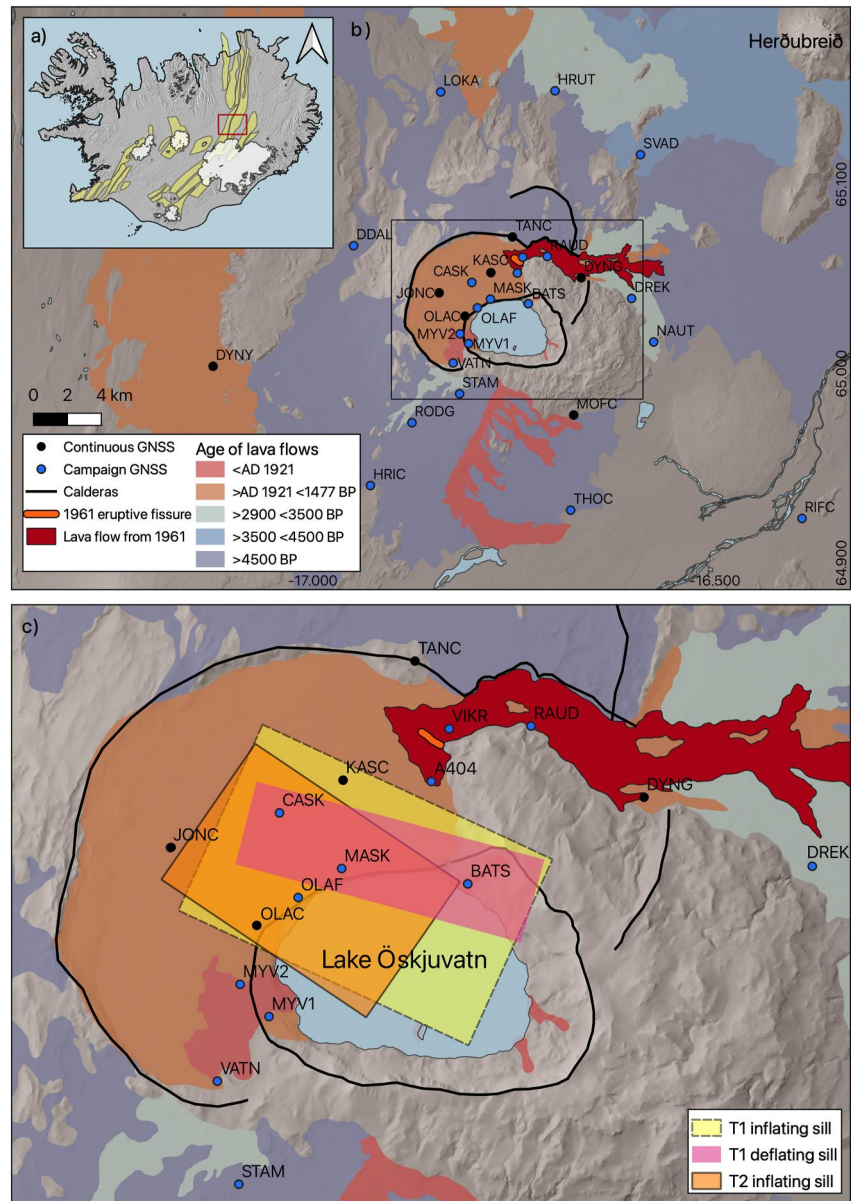 a)
b)
Herðubreið
LOKA
HRUT
SVAD
65.100
TANC
DDAL
RAUD
KASC
CASK
DYNG
JONC
MASK
BATS
DREK
OLAC
OLAF
MYV2
MYV1
NAUT
DYNY
VATN
65.000
STAM
0 2 4 km
MOFC
RODG
Continuous GNSS
Campaign GNSS
Calderas
1961 eruptive fissure
Lava flow from 1961
Age of lava flows
<AD 1921
>AD 1921 <1477 BP
>2900 <3500 BP
>3500 <4500 BP
>4500 BP
HRIC
THOC
RIFC
-17.000
-16.500
64.900
c)
TANC
VIKR
RAUD
KASC
A404
DYNG
CASK
JONC
MASK
BATS
DREK
OLAF
OLAC
Lake Öskjuvatn
MYV2
MYV1
VATN
STAM
T1 inflating sill
T1 deflating sill
T2 inflating sill